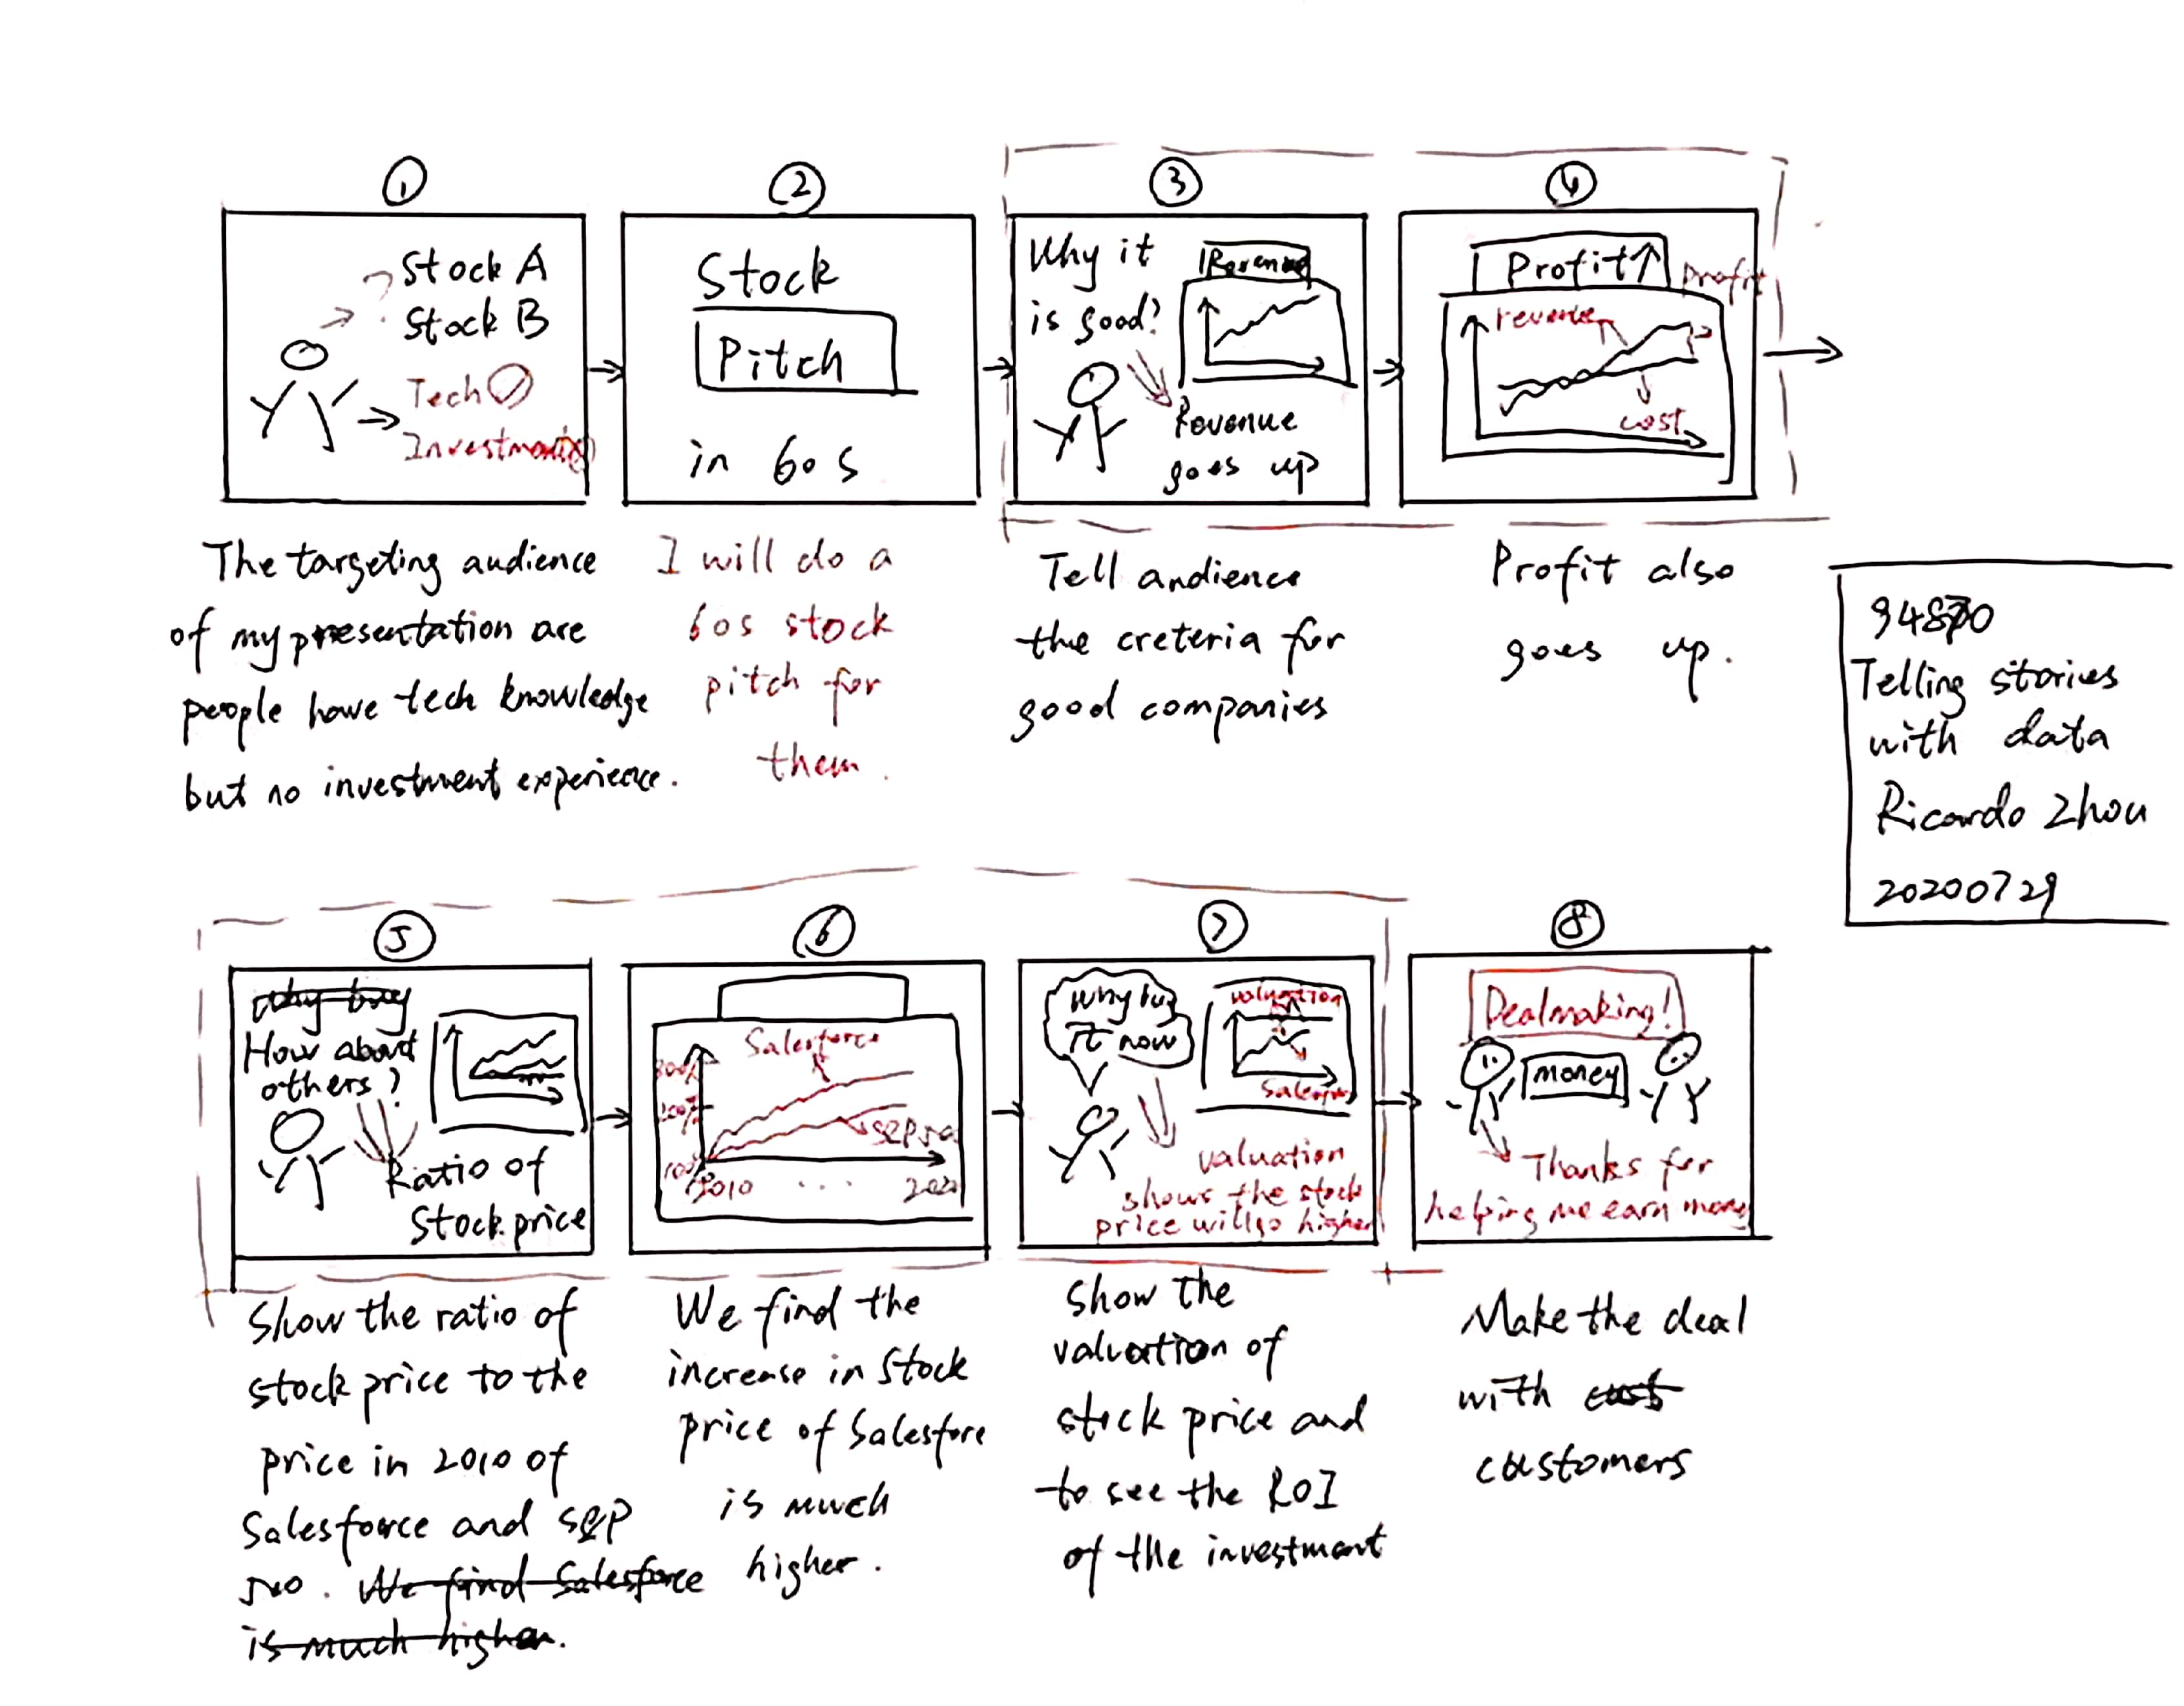 ①
Stock A
Stock B
Tech
?
②
Stock
Pitch
in 60s
③
Why it
is good?
Revenue
Revenue
goes up
④
Profit↑
profit
revenue
cost
The targeting audience
of my presentation are
people have tech knowledge
but no investment experience.
I will do a
60s stock
pitch for
them.
Tell audience
the creteria for
good companies
Profit also
goes up.
Telling stories
with data
Ricardo Zhou
20200729
⑤
Why buy
How about
others?
Ratio of
Stock price
⑥
Salesforce
2010 ...
⑦
Why buy
it now
valuation
valuation
shows the stock
price will go higher
⑧
Dealmaking!
money
Thanks for
helping me earn money
Show the ratio of
stock price to the
price in 2010 of
Salesforce and S&P
500. We find Salesforce
is much higher.
We find the
increase in stock
price of Salesfore
is much
higher.
Show the
valuation of
stock price and
to see the ROI
of the investment
Make the deal
with cust
customers